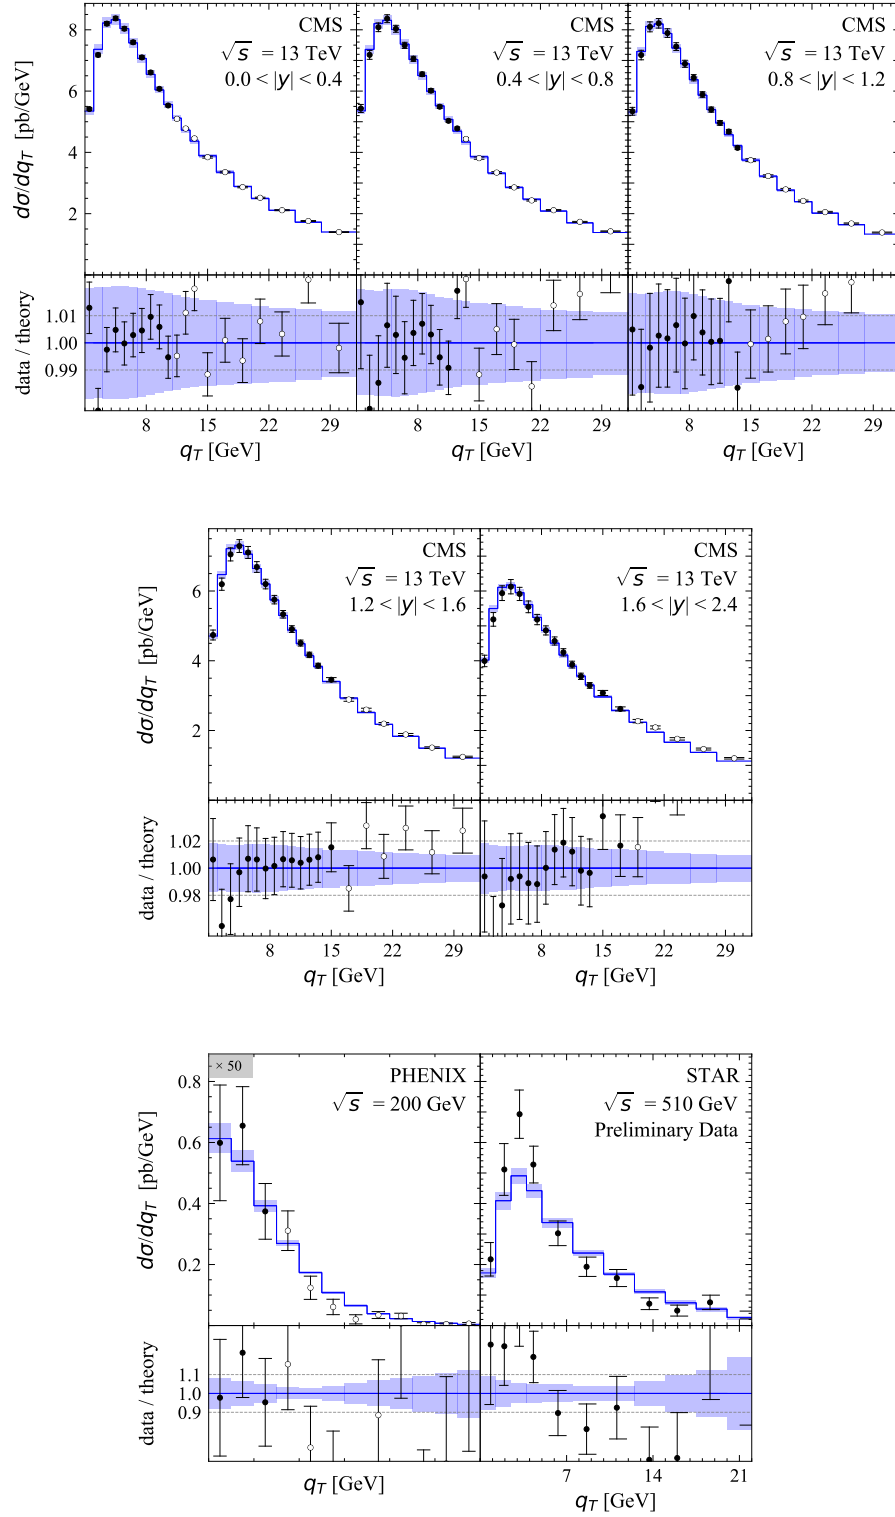 CMS
√s = 13 TeV
0.0 < |y| < 0.4
CMS
√s = 13 TeV
0.4 < |y| < 0.8
CMS
√s = 13 TeV
0.8 < |y| < 1.2
8
6
4
2
dσ/dq_T [pb/GeV]
1.01
1.00
0.99
data / theory
8 15 22 29
8 15 22 29
8 15 22 29
q_T [GeV]
q_T [GeV]
q_T [GeV]
CMS
√s = 13 TeV
1.2 < |y| < 1.6
CMS
√s = 13 TeV
1.6 < |y| < 2.4
6
4
2
dσ/dq_T [pb/GeV]
1.02
1.00
0.98
data / theory
8 15 22 29
8 15 22 29
q_T [GeV]
q_T [GeV]
× 50
PHENIX
√s = 200 GeV
STAR
√s = 510 GeV
Preliminary Data
0.8
0.6
0.4
0.2
dσ/dq_T [pb/GeV]
1.1
1.0
0.9
data / theory
7 14 21
q_T [GeV]
q_T [GeV]